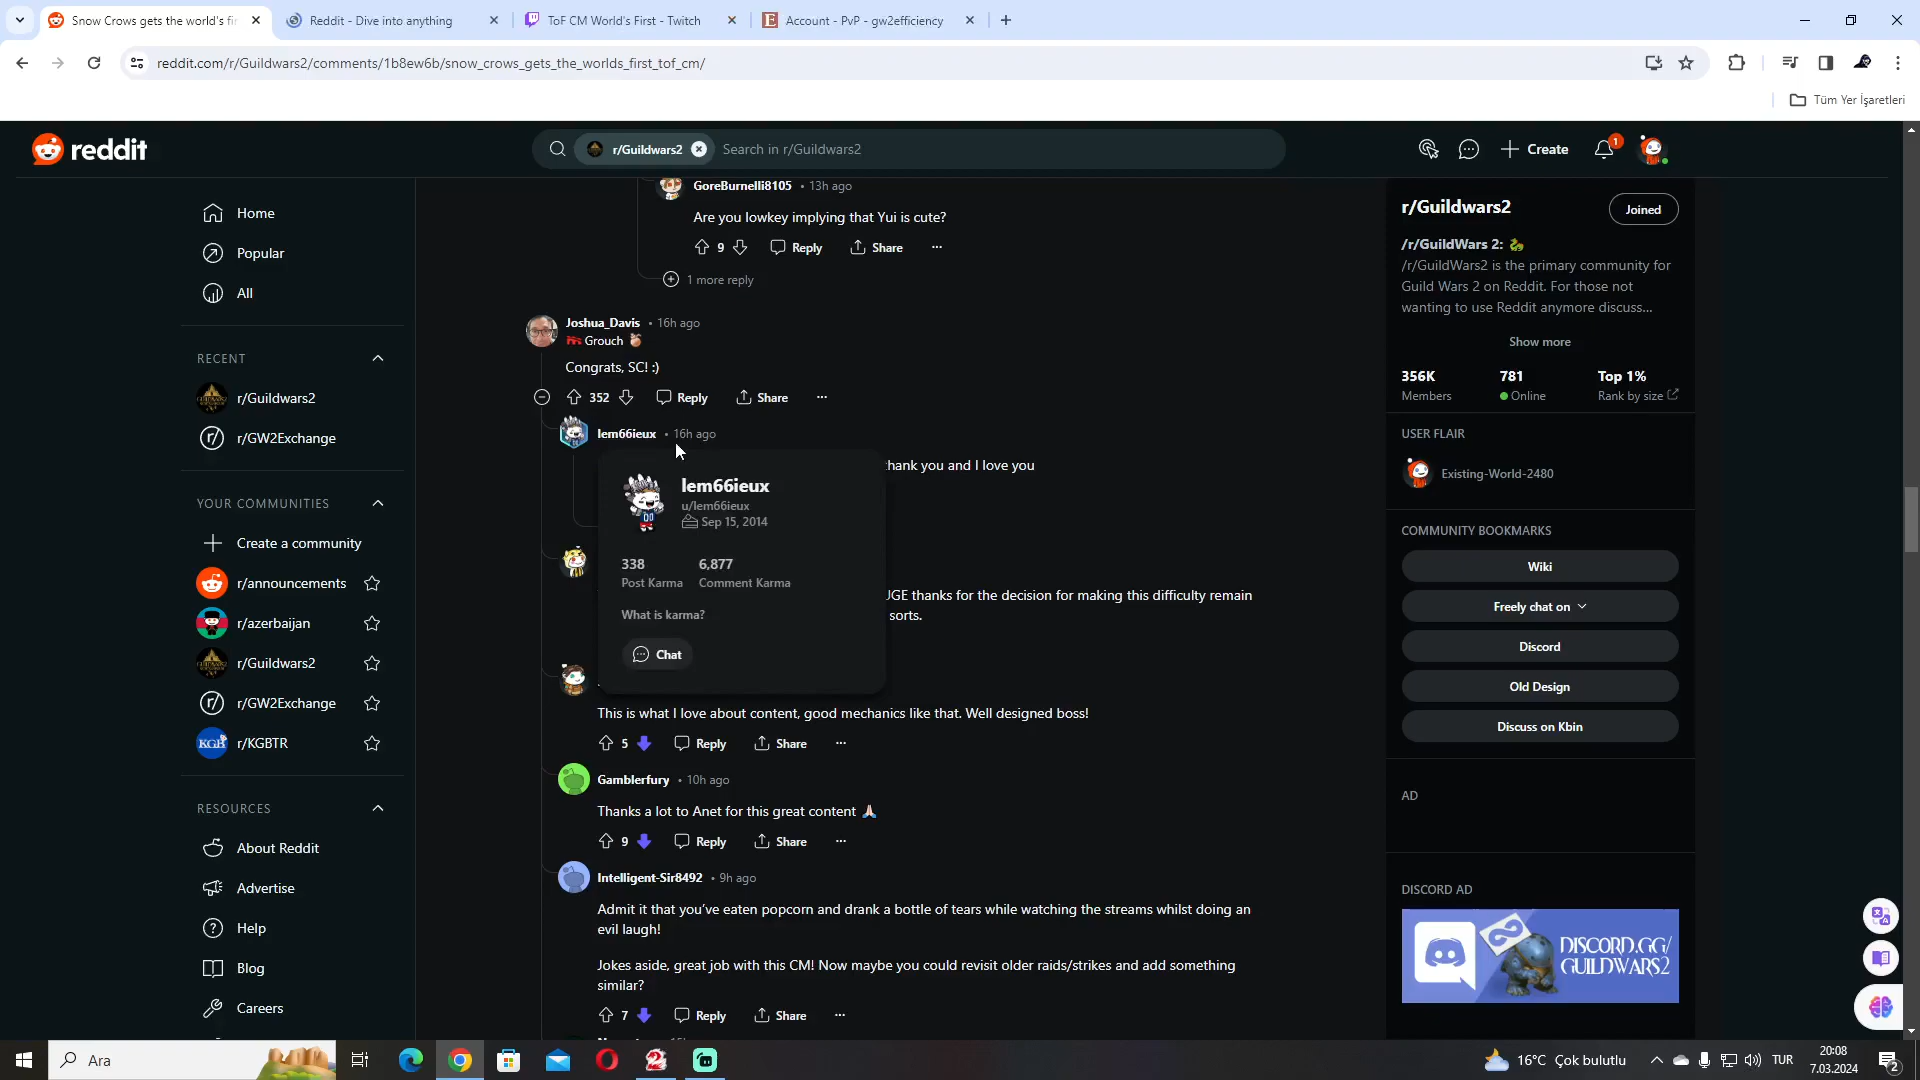 Snow Crows gets the world's fi
Reddit - Dive into anything
ToF CM World's First - Twitch
Account - PvP - gw2efficiency
reddit.com/r/Guildwars2/comments/1b8ew6b/snow_crows_gets_the_worlds_first_tof_cm/
Tüm Yer İşaretleri
reddit
r/Guildwars2
Search in r/Guildwars2
Create
1
Home
Popular
All
RECENT
r/Guildwars2
r/GW2Exchange
YOUR COMMUNITIES
Create a community
r/announcements
r/azerbaijan
r/Guildwars2
r/GW2Exchange
KGB
r/KGBTR
RESOURCES
About Reddit
Advertise
Help
Blog
Careers
GoreBurnelli8105 • 13h ago
Are you lowkey implying that Yui is cute?
9 Reply Share ...
1 more reply
Joshua_Davis • 16h ago
Grouch
Congrats, SC! :)
352 Reply Share ...
lem66ieux • 16h ago
thank you and I love you
lem66ieux
u/lem66ieux
Sep 15, 2014
338 6,877
Post Karma Comment Karma
What is karma?
Chat
UGE thanks for the decision for making this difficulty remain
sorts.
This is what I love about content, good mechanics like that. Well designed boss!
5 Reply Share ...
Gamblerfury • 10h ago
Thanks a lot to Anet for this great content 🙏🏻
9 Reply Share ...
Intelligent-Sir8492 • 9h ago
Admit it that you've eaten popcorn and drank a bottle of tears while watching the streams whilst doing an
evil laugh!
Jokes aside, great job with this CM! Now maybe you could revisit older raids/strikes and add something
similar?
7 Reply Share ...
r/Guildwars2
Joined
/r/GuildWars 2: 🐉
/r/GuildWars2 is the primary community for
Guild Wars 2 on Reddit. For those not
wanting to use Reddit anymore discuss...
Show more
356K 781 Top 1%
Members Online Rank by size
USER FLAIR
Existing-World-2480
COMMUNITY BOOKMARKS
Wiki
Freely chat on
Discord
Old Design
Discuss on Kbin
AD
DISCORD AD
DISCORD.GG/
GUILDWARS2
Ara
16°C Çok bulutlu
TUR
20:08
7.03.2024
2